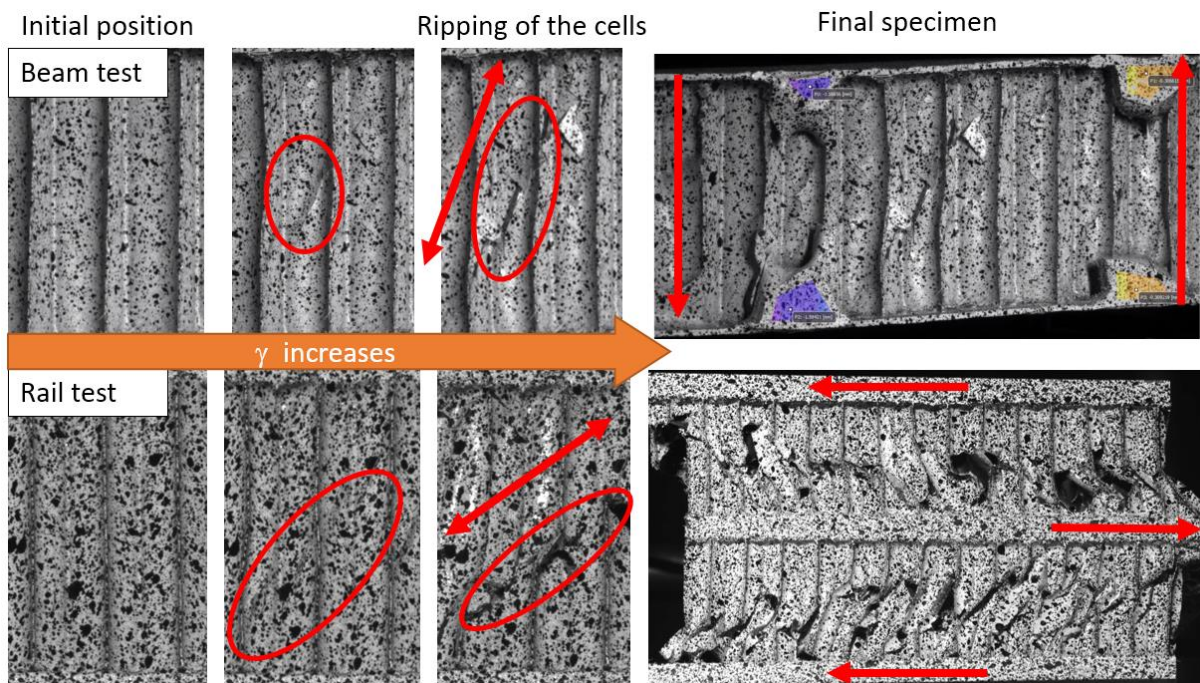 Initial position
Ripping of the cells
Final specimen
Beam test
γ increases
Rail test